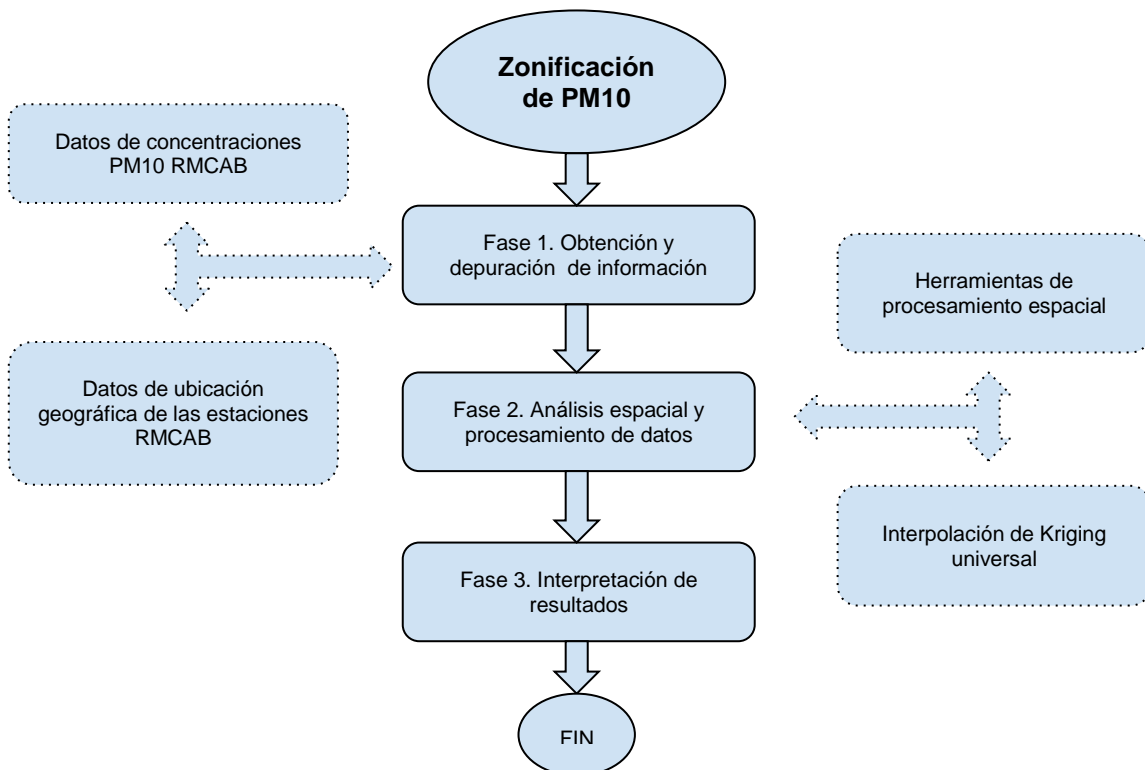 Zonificación
de PM10
Datos de concentraciones
PM10 RMCAB
Fase 1. Obtención y
depuración  de información
Herramientas de
procesamiento espacial
Datos de ubicación
geográfica de las estaciones
RMCAB
Fase 2. Análisis espacial y
procesamiento de datos
Interpolación de Kriging
universal
Fase 3. Interpretación de
resultados
FIN